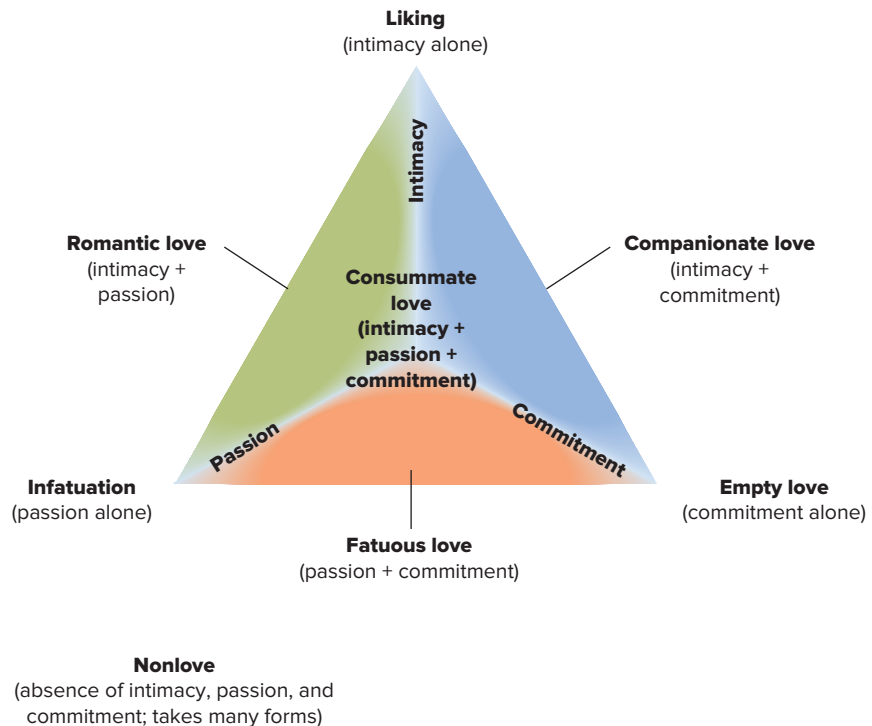 Liking
(intimacy alone)
Intimacy
Romantic love
(intimacy +
passion)
Companionate love
(intimacy +
commitment)
Consummate
love
(intimacy +
passion +
commitment)
Passion
Commitment
Infatuation
(passion alone)
Empty love
(commitment alone)
Fatuous love
(passion + commitment)
Nonlove
(absence of intimacy, passion, and
commitment; takes many forms)